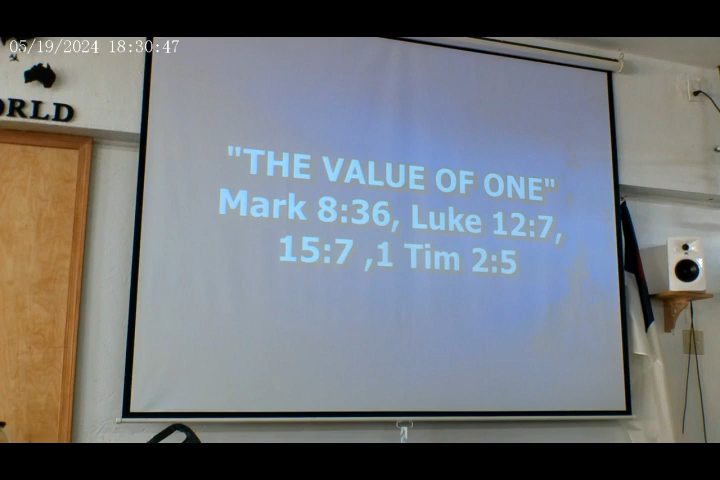 05/19/2024 18:30:47
ORLD
"THE VALUE OF ONE"
Mark 8:36, Luke 12:7,
15:7 ,1 Tim 2:5